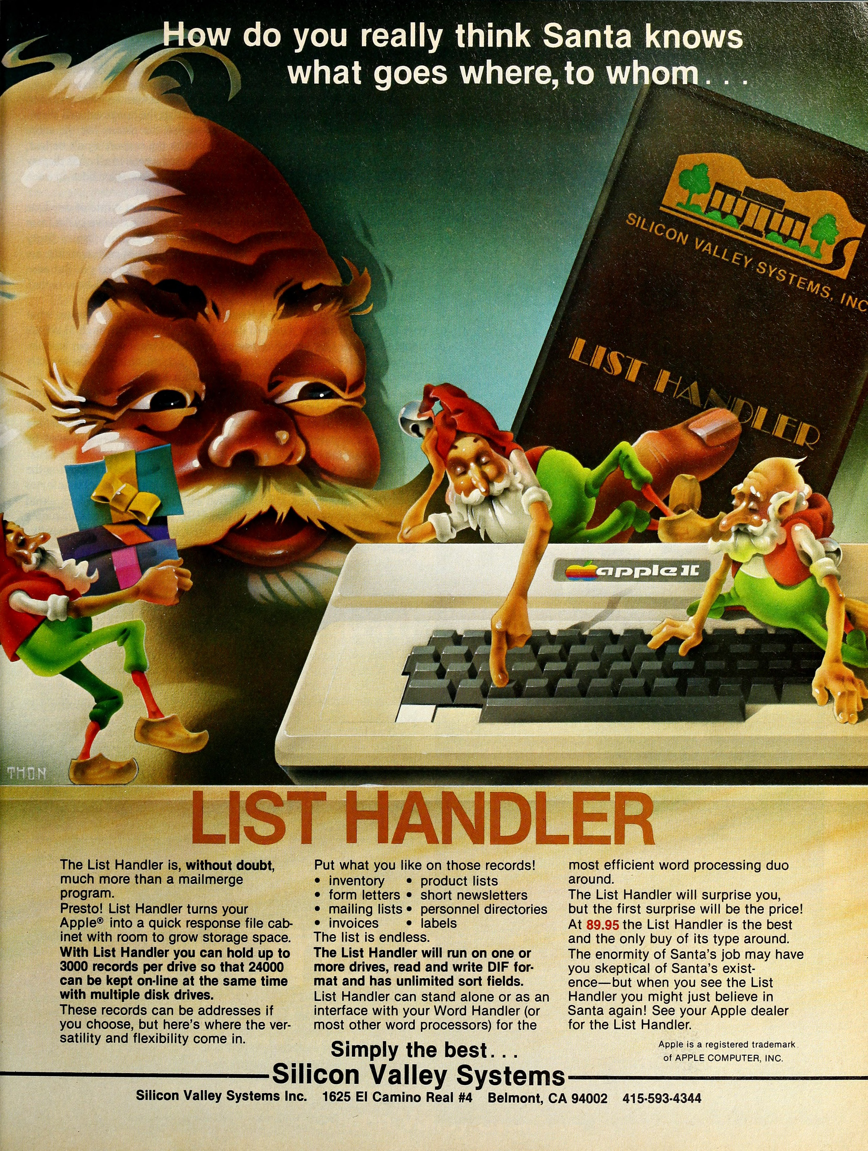 How do you really think Santa knows
what goes where, to whom...
SILICON VALLEY SYSTEMS, INC
LIST HANDLER
apple ][
THON
LIST HANDLER
The List Handler is, without doubt,
much more than a mailmerge
program.
Presto! List Handler turns your
Apple® into a quick response file cab-
inet with room to grow storage space.
With List Handler you can hold up to
3000 records per drive so that 24000
can be kept on-line at the same time
with multiple disk drives.
These records can be addresses if
you choose, but here's where the ver-
satility and flexibility come in.
Put what you like on those records!
• inventory • product lists
• form letters • short newsletters
• mailing lists • personnel directories
• invoices • labels
The list is endless.
The List Handler will run on one or
more drives, read and write DIF for-
mat and has unlimited sort fields.
List Handler can stand alone or as an
interface with your Word Handler (or
most other word processors) for the
most efficient word processing duo
around.
The List Handler will surprise you,
but the first surprise will be the price!
At 89.95 the List Handler is the best
and the only buy of its type around.
The enormity of Santa's job may have
you skeptical of Santa's exist-
ence—but when you see the List
Handler you might just believe in
Santa again! See your Apple dealer
for the List Handler.
Apple is a registered trademark
of APPLE COMPUTER, INC.
Simply the best...
Silicon Valley Systems
Silicon Valley Systems Inc. 1625 El Camino Real #4 Belmont, CA 94002 415-593-4344